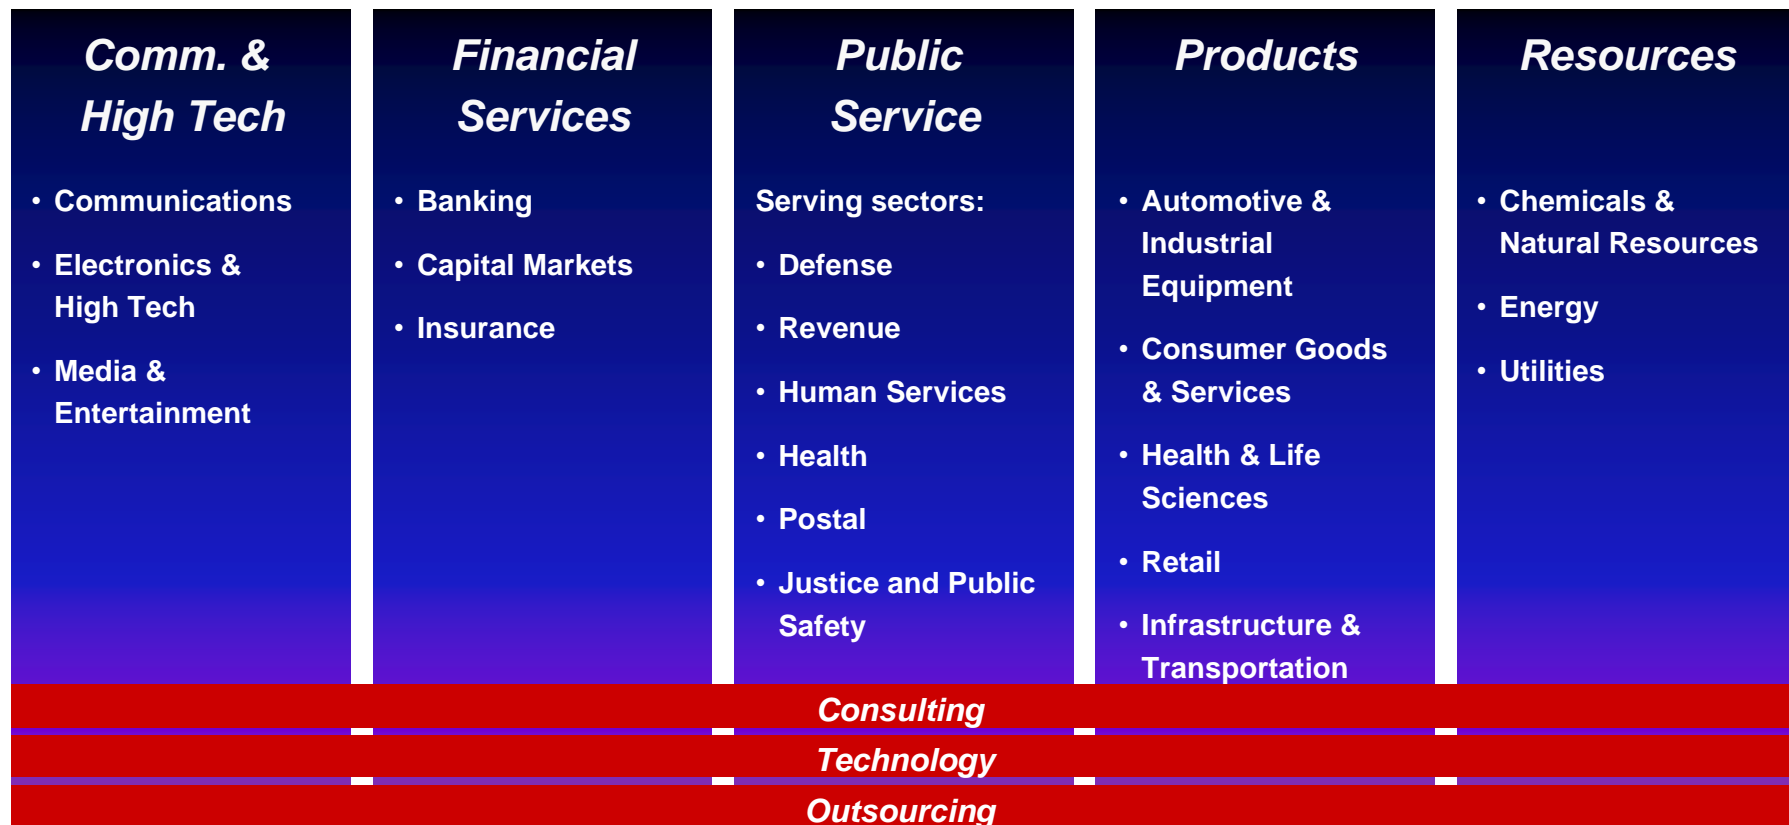 Comm. &
High Tech
• Communications
• Electronics &
High Tech
• Media &
Entertainment
Financial
Services
• Banking
• Capital Markets
• Insurance
Public
Service
Serving sectors:
• Defense
• Revenue
• Human Services
• Health
• Postal
• Justice and Public
Safety
Products
• Automotive &
Industrial
Equipment
• Consumer Goods
& Services
• Health & Life
Sciences
• Retail
• Infrastructure &
Transportation
Resources
• Chemicals &
Natural Resources
• Energy
• Utilities
Consulting
Technology
Outsourcing